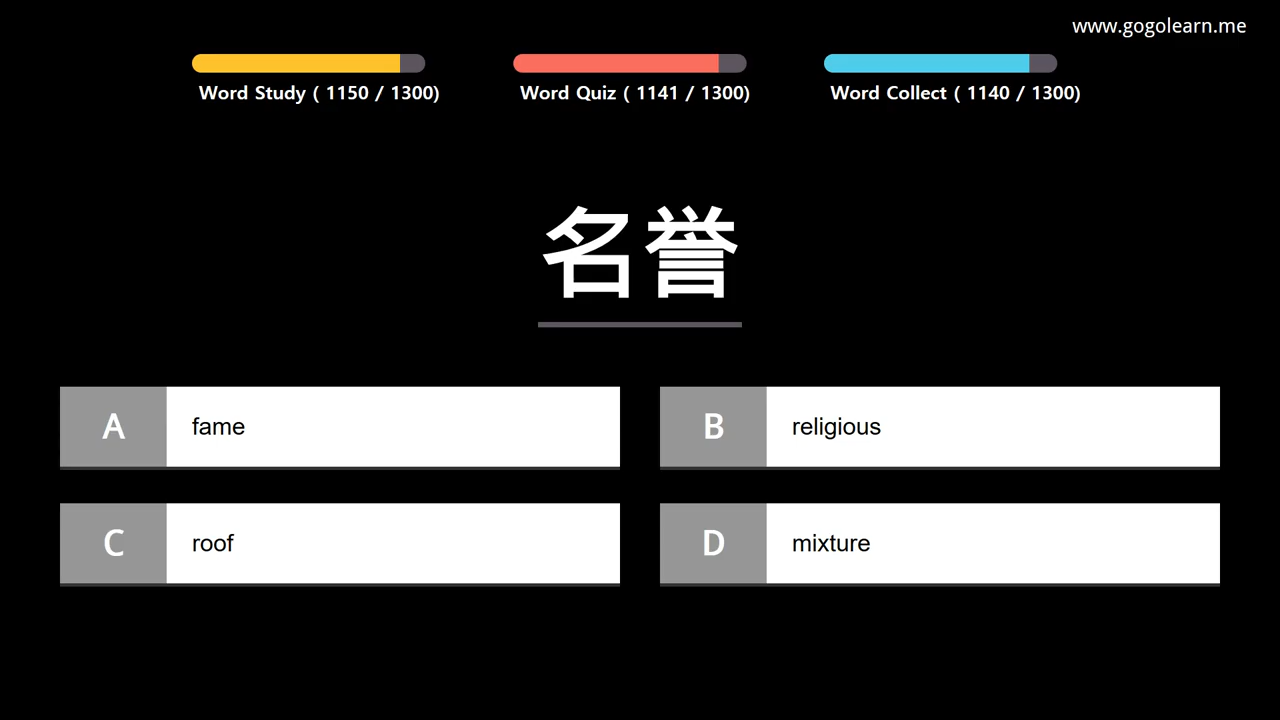 www.gogolearn.me
Word Study ( 1150 / 1300)
Word Quiz ( 1141 / 1300)
Word Collect ( 1140 / 1300)
名誉
A fame
B religious
C roof
D mixture